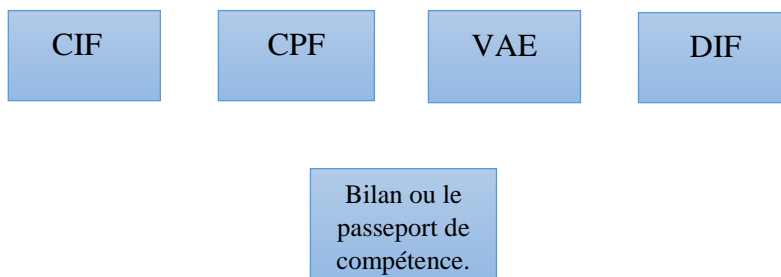 CIF CPF VAE DIF
Bilan ou le
passeport de
compétence.